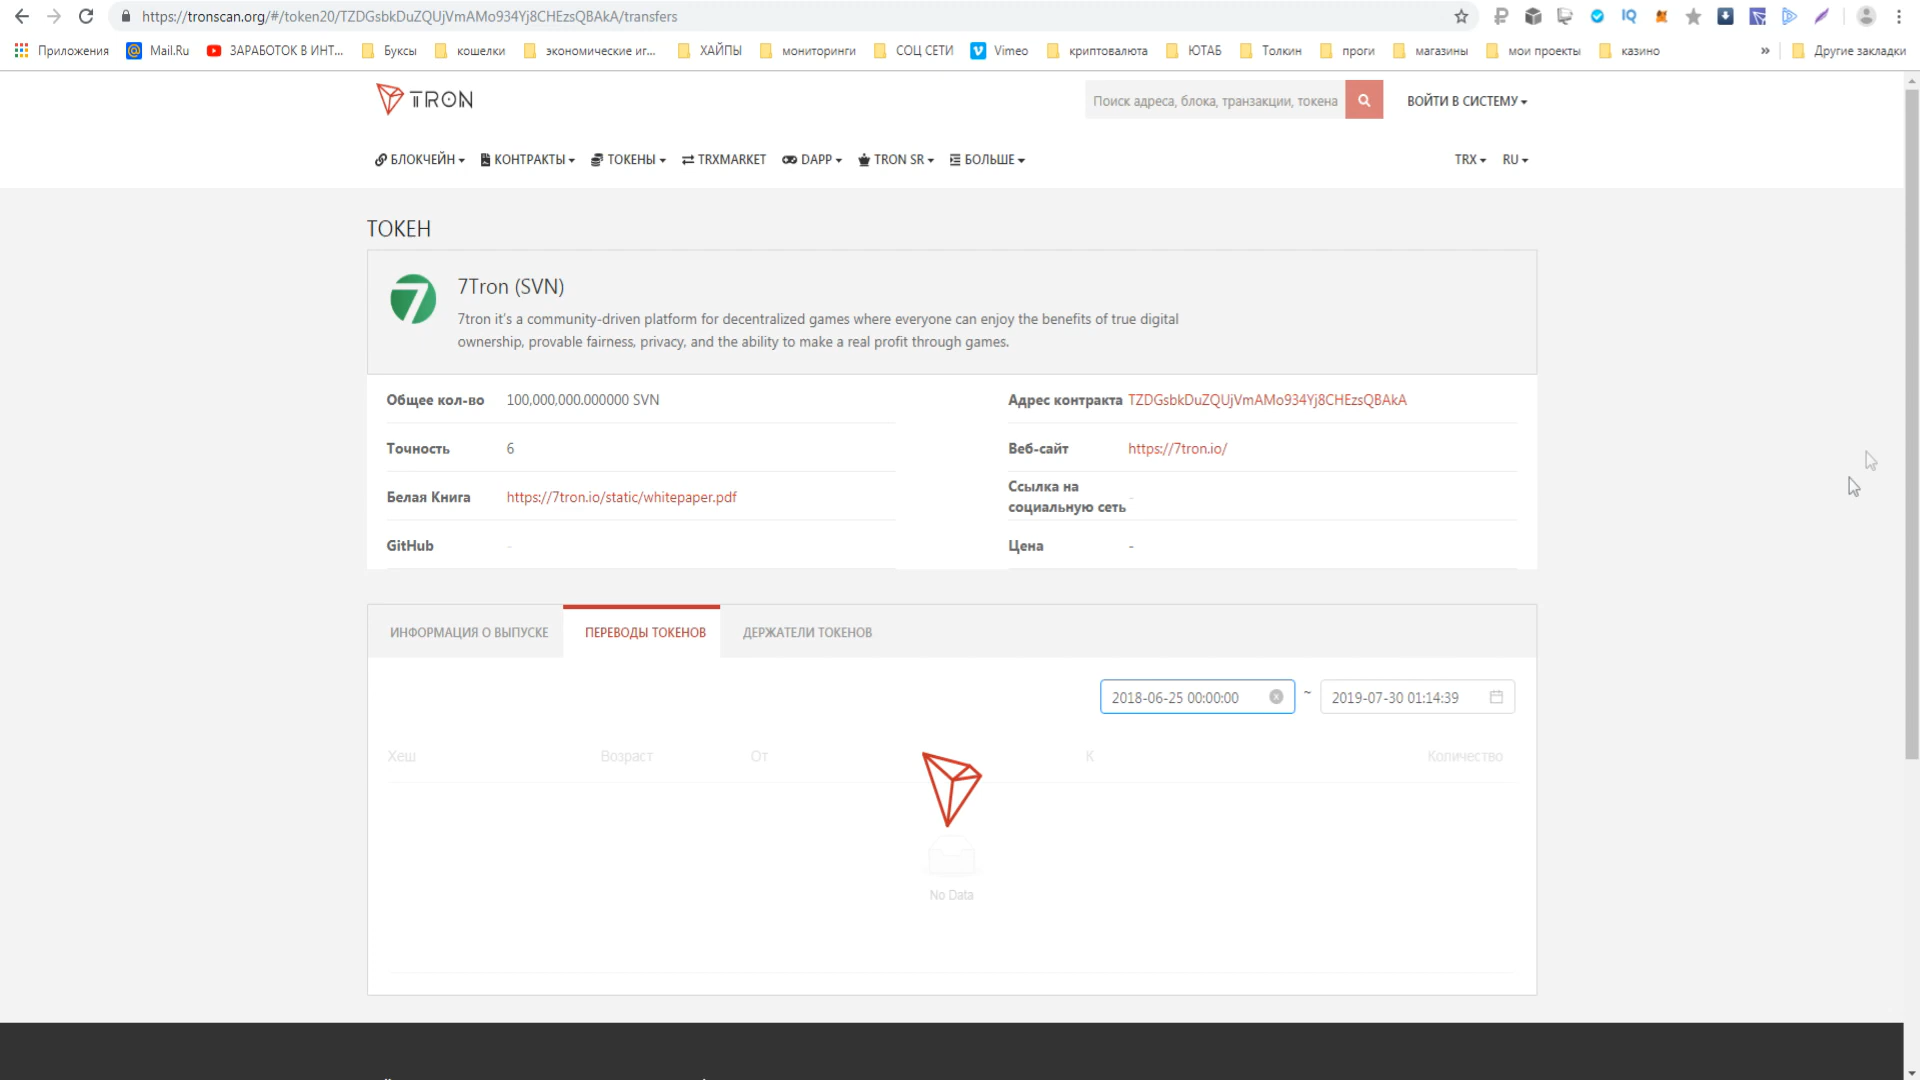 https://tronscan.org/#/token20/TZDGsbkDuZQUjVmAMo934Yj8CHEzsQBAkA/transfers
Приложения Mail.Ru ЗАРАБОТОК В ИНТ... Буксы кошелки экономические иг... ХАЙПЫ мониторинги СОЦ СЕТИ Vimeo криптовалюта ЮТАБ Толкин проги магазины мои проекты казино » Другие закладки
TRON
Поиск адреса, блока, транзакции, токена
ВОЙТИ В СИСТЕМУ
БЛОКЧЕЙН КОНТРАКТЫ ТОКЕНЫ TRXMARKET DAPP TRON SR БОЛЬШЕ TRX RU
ТОКЕН
7Tron (SVN)
7tron it's a community-driven platform for decentralized games where everyone can enjoy the benefits of true digital
ownership, provable fairness, privacy, and the ability to make a real profit through games.
Общее кол-во 100,000,000.000000 SVN
Адрес контракта TZDGsbkDuZQUjVmAMo934Yj8CHEzsQBAkA
Точность 6
Веб-сайт https://7tron.io/
Белая Книга https://7tron.io/static/whitepaper.pdf
Ссылка на
социальную сеть -
GitHub -
Цена -
ИНФОРМАЦИЯ О ВЫПУСКЕ ПЕРЕВОДЫ ТОКЕНОВ ДЕРЖАТЕЛИ ТОКЕНОВ
2018-06-25 00:00:00 ~ 2019-07-30 01:14:39
Хеш Возраст От К Количество
No Data